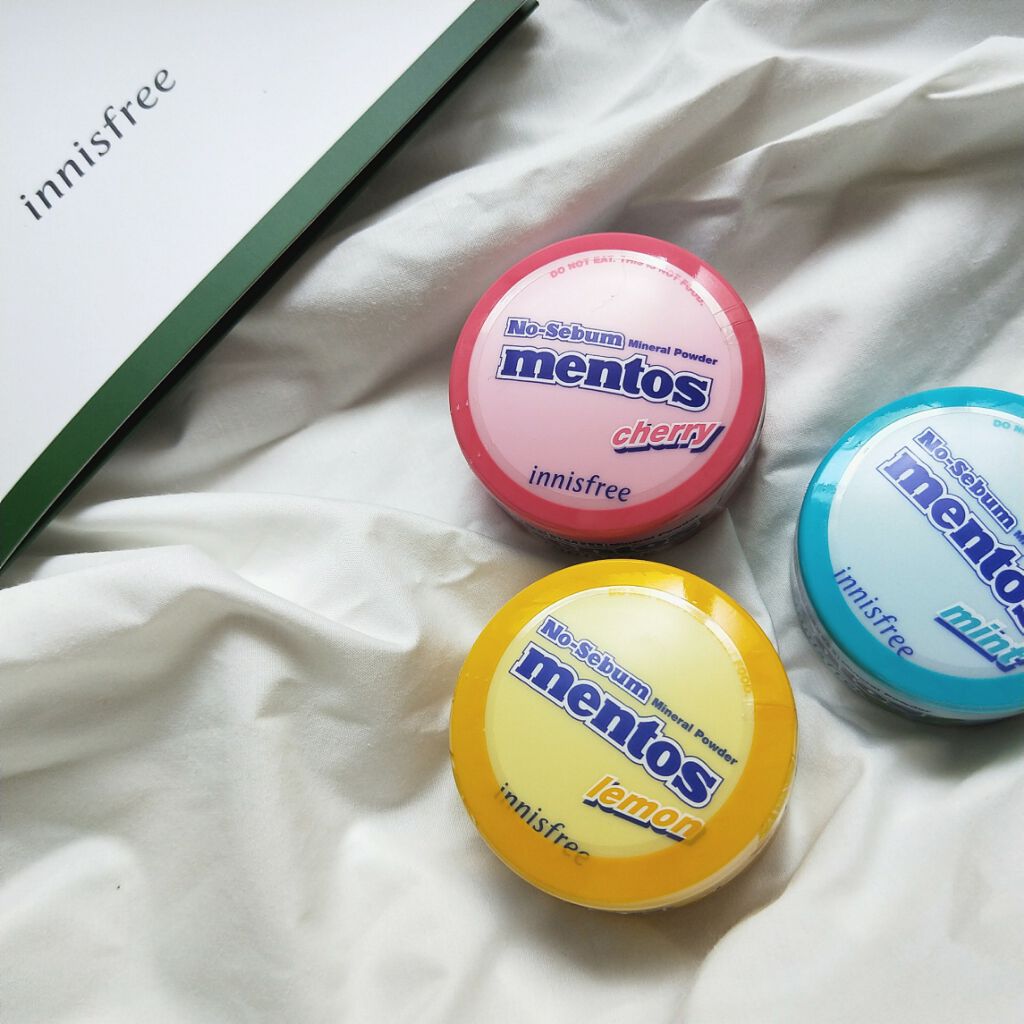 innisfree
DO NOT EAT. THIS IS NOT FOOD.
No-Sebum Mineral Powder
mentos
cherry
innisfree
DO
No-Sebum
mentos
mint
innisfree
FOOD.
No-Sebum Mineral Powder
mentos
lemon
innisfree